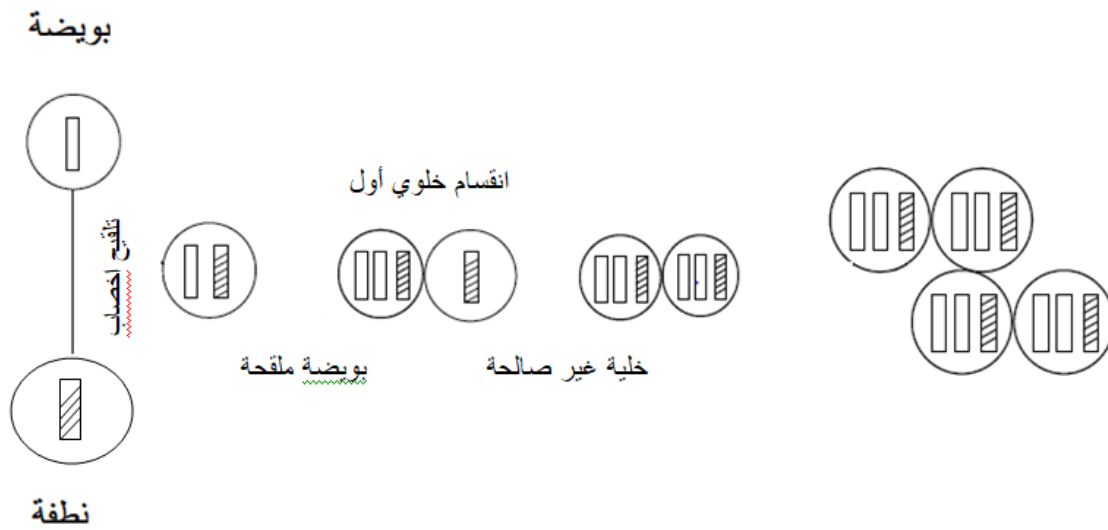 بويضة
انقسام خلوي أول
تلقيح اخصاب
بويضة ملقحة
خلية غير صالحة
نطفة